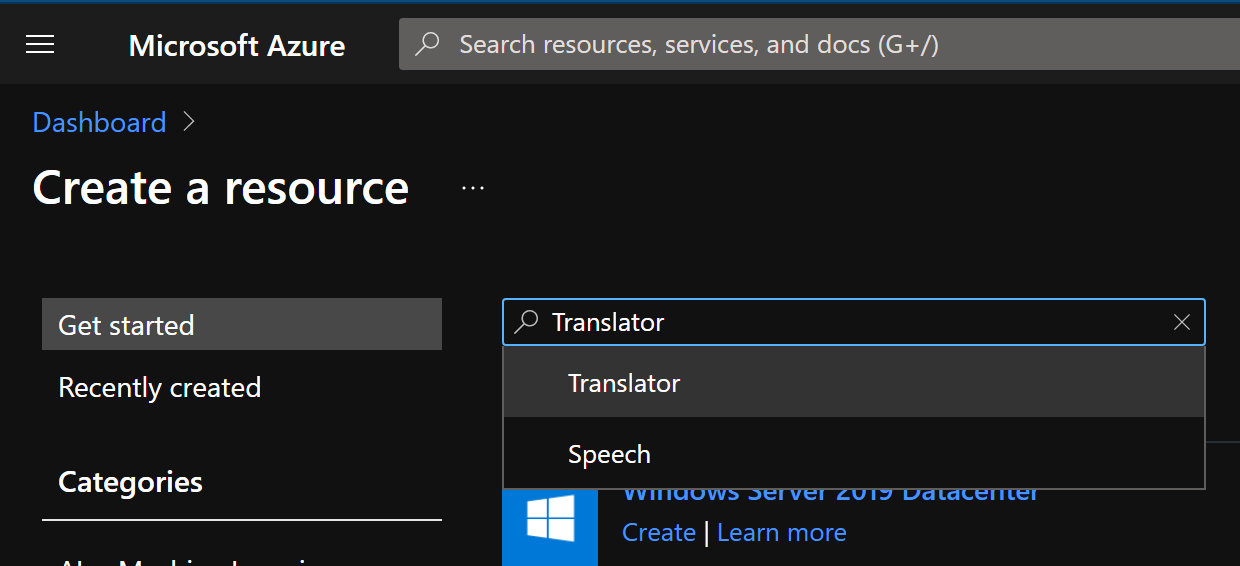 Microsoft Azure
Search resources, services, and docs (G+/)
Dashboard
Create a resource
...
Get started
Recently created
Categories
Translator
Translator
Speech
Windows Server 2019 Datacenter
Create | Learn more